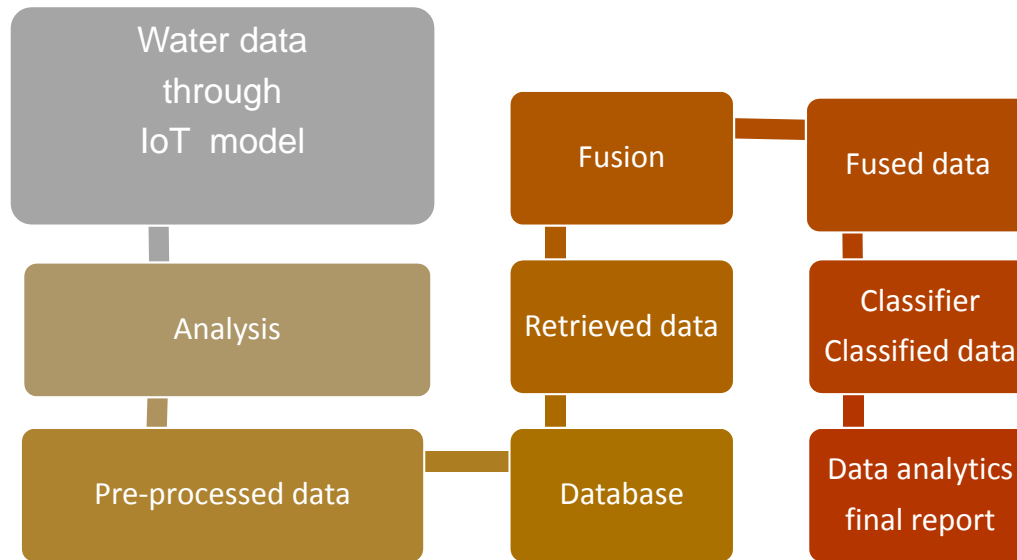 Water data
through
IoT model
Analysis
Pre-processed data
Database
Retrieved data
Fusion
Fused data
Classifier
Classified data
Data analytics
final report